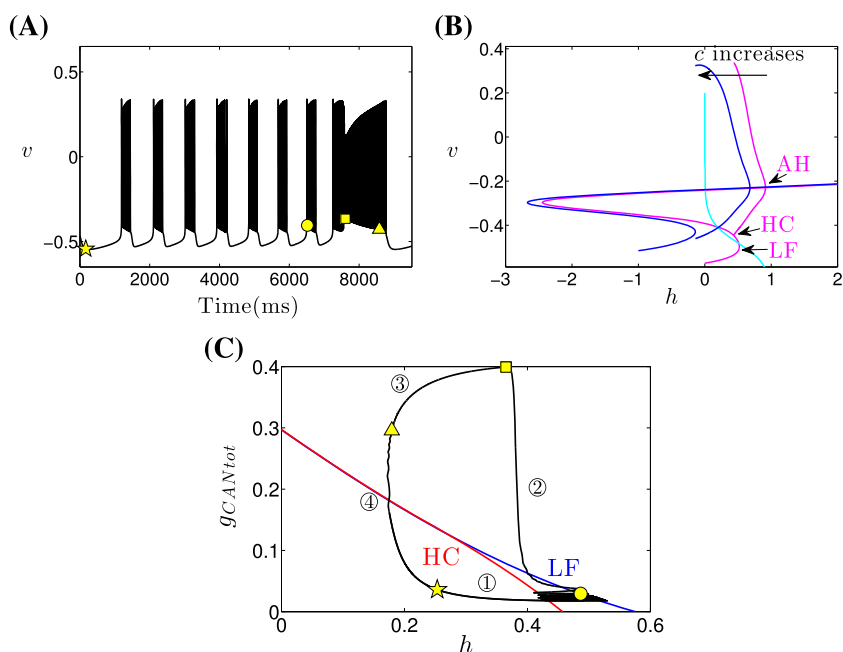 (A)
0.5
0
−0.5
v
0 2000 4000 6000 8000
Time(ms)
(B)
0.4
0.2
0
−0.2
−0.4
v
c increases
AH
HC
LF
−3 −2 −1 0 1 2
h
(C)
0.4
0.3
0.2
0.1
0
gCANtot
③
②
④
①
HC
LF
0 0.2 0.4 0.6
h